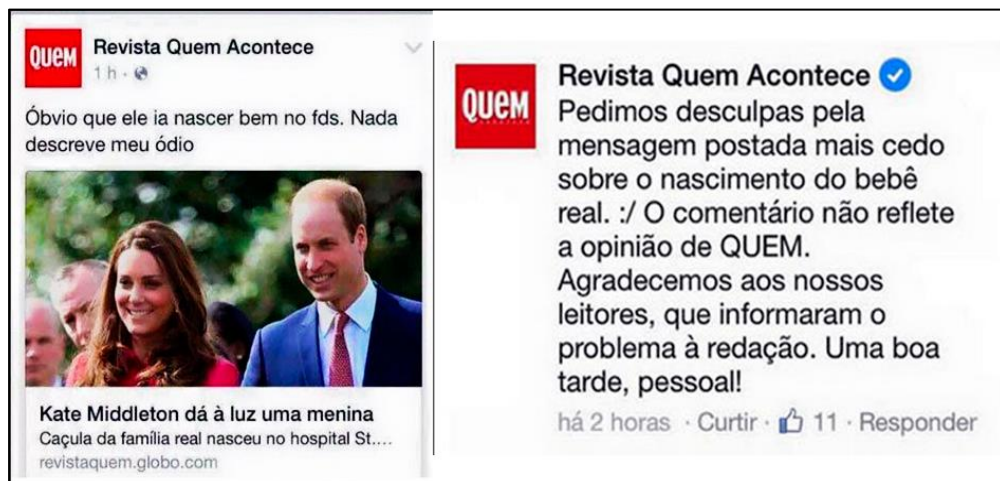 QUEM
Revista Quem Acontece
1 h ·
Óbvio que ele ia nascer bem no fds. Nada
descreve meu ódio
Kate Middleton dá à luz uma menina
Caçula da família real nasceu no hospital St....
revistaquem.globo.com
QUEM
Revista Quem Acontece
Pedimos desculpas pela
mensagem postada mais cedo
sobre o nascimento do bebê
real. :/ O comentário não reflete
a opinião de QUEM.
Agradecemos aos nossos
leitores, que informaram o
problema à redação. Uma boa
tarde, pessoal!
há 2 horas · Curtir · 11 · Responder